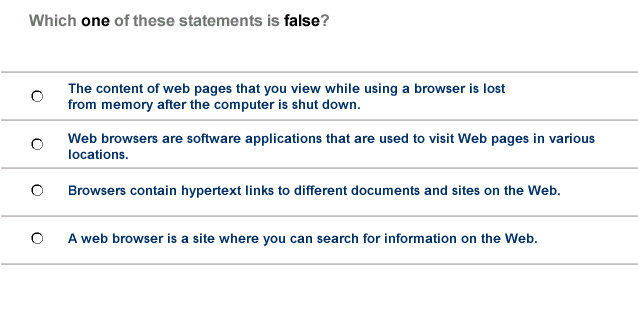 Which one of these statements is false?
The content of web pages that you view while using a browser is lost
from memory after the computer is shut down.
Web browsers are software applications that are used to visit Web pages in various
locations.
Browsers contain hypertext links to different documents and sites on the Web.
A web browser is a site where you can search for information on the Web.